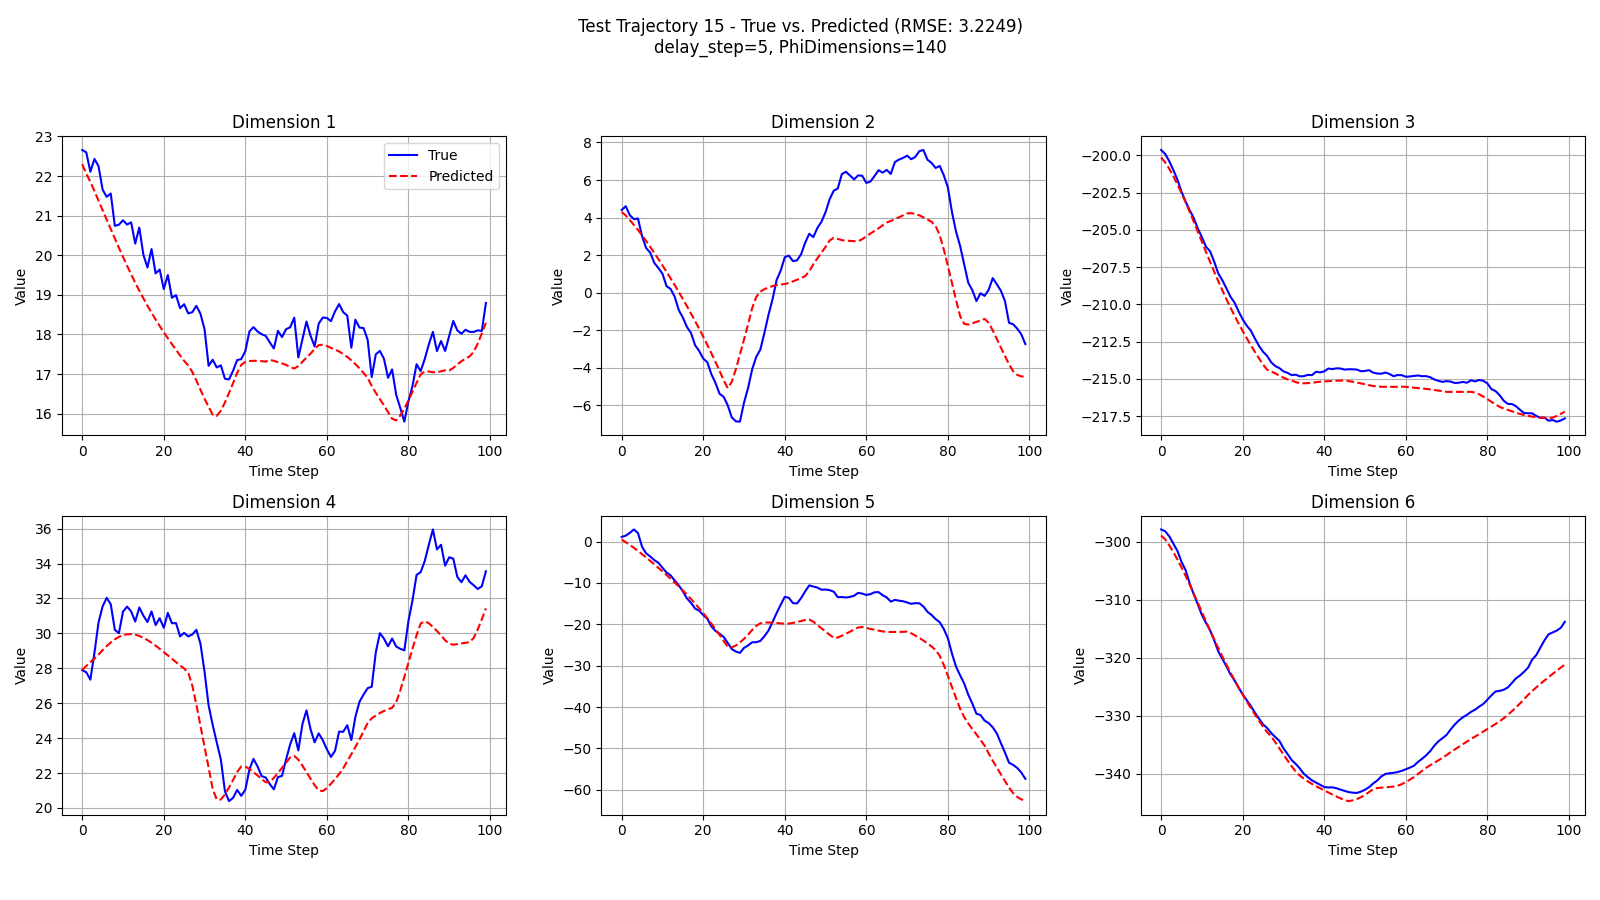 Test Trajectory 15 - True vs. Predicted (RMSE: 3.2249)
delay_step=5, PhiDimensions=140
Dimension 1
Value
23
22
21
20
19
18
17
16
0 20 40 60 80 100
Time Step
True
Predicted
Dimension 2
Value
8
6
4
2
0
−2
−4
−6
0 20 40 60 80 100
Time Step
Dimension 3
Value
−200.0
−202.5
−205.0
−207.5
−210.0
−212.5
−215.0
−217.5
0 20 40 60 80 100
Time Step
Dimension 4
Value
36
34
32
30
28
26
24
22
20
0 20 40 60 80 100
Time Step
Dimension 5
Value
0
−10
−20
−30
−40
−50
−60
0 20 40 60 80 100
Time Step
Dimension 6
Value
−300
−310
−320
−330
−340
0 20 40 60 80 100
Time Step